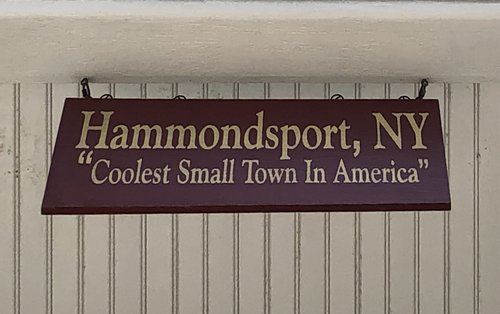 Hammondsport, NY
“Coolest Small Town In America”